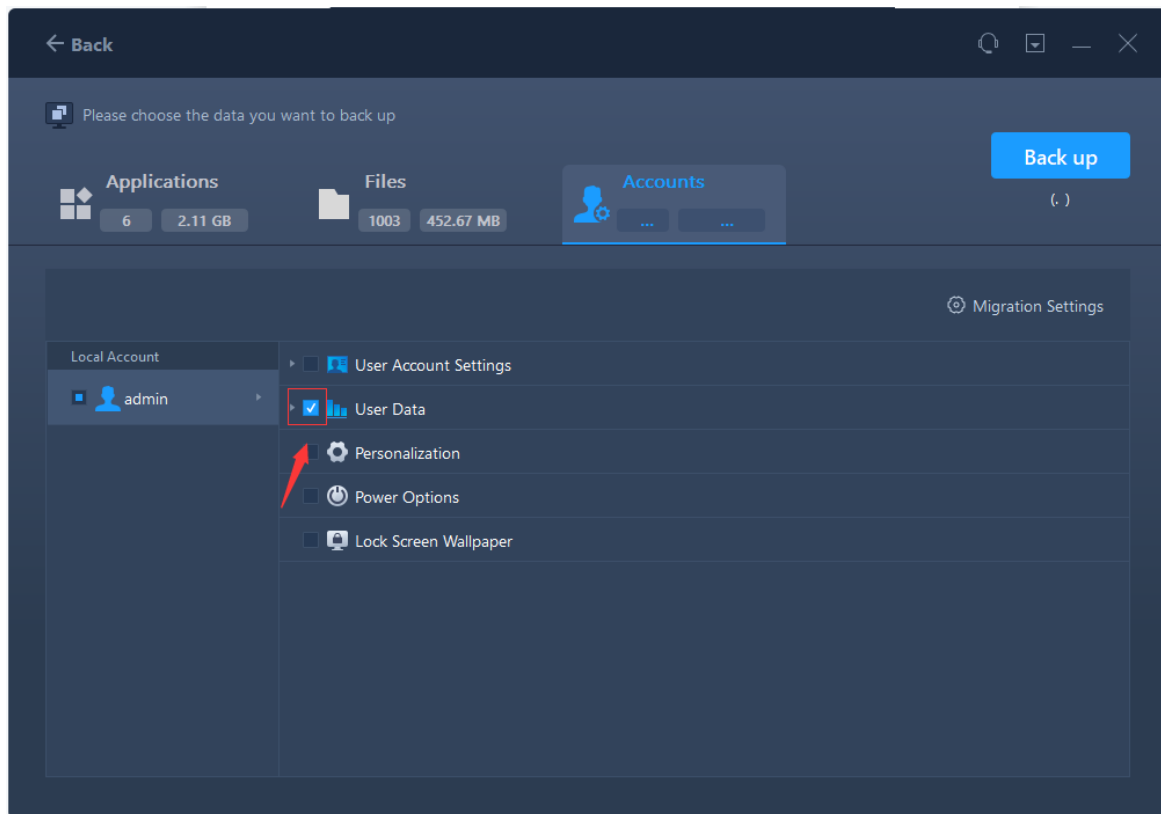 Back
Please choose the data you want to back up
Back up
(. )
Applications
6 2.11 GB
Files
1003 452.67 MB
Accounts
... ...
Migration Settings
Local Account
admin
User Account Settings
User Data
Personalization
Power Options
Lock Screen Wallpaper